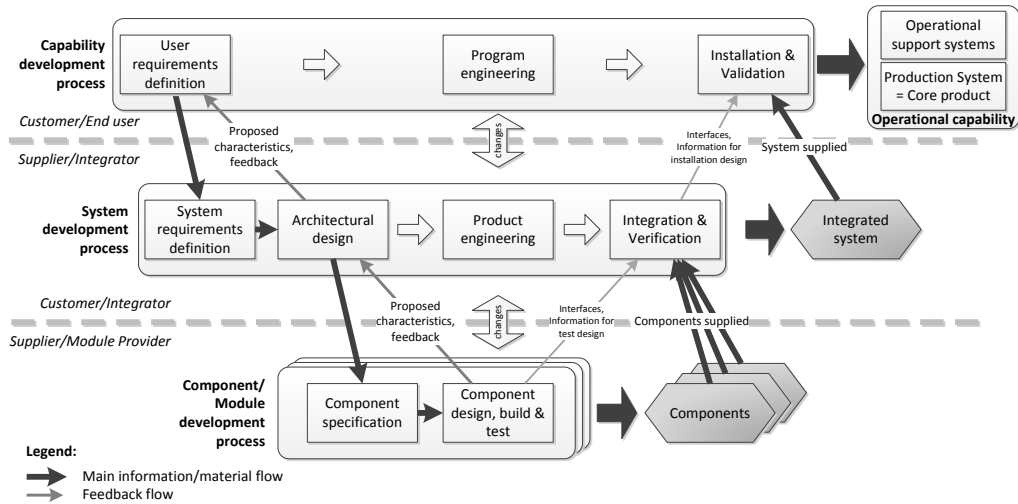 Capability
development
process
User
requirements
definition
Program
engineering
Installation &
Validation
Operational
support systems
Production System
= Core product
Operational capability
Customer/End user
Supplier/Integrator
Proposed
characteristics,
feedback
changes
Interfaces,
Information for
installation design
System supplied
System
development
process
System
requirements
definition
Architectural
design
Product
engineering
Integration &
Verification
Integrated
system
Customer/Integrator
Supplier/Module Provider
Proposed
characteristics,
feedback
changes
Interfaces,
Information for
test design
Components supplied
Component/
Module
development
process
Component
specification
Component
design, build &
test
Components
Legend:
Main information/material flow
Feedback flow